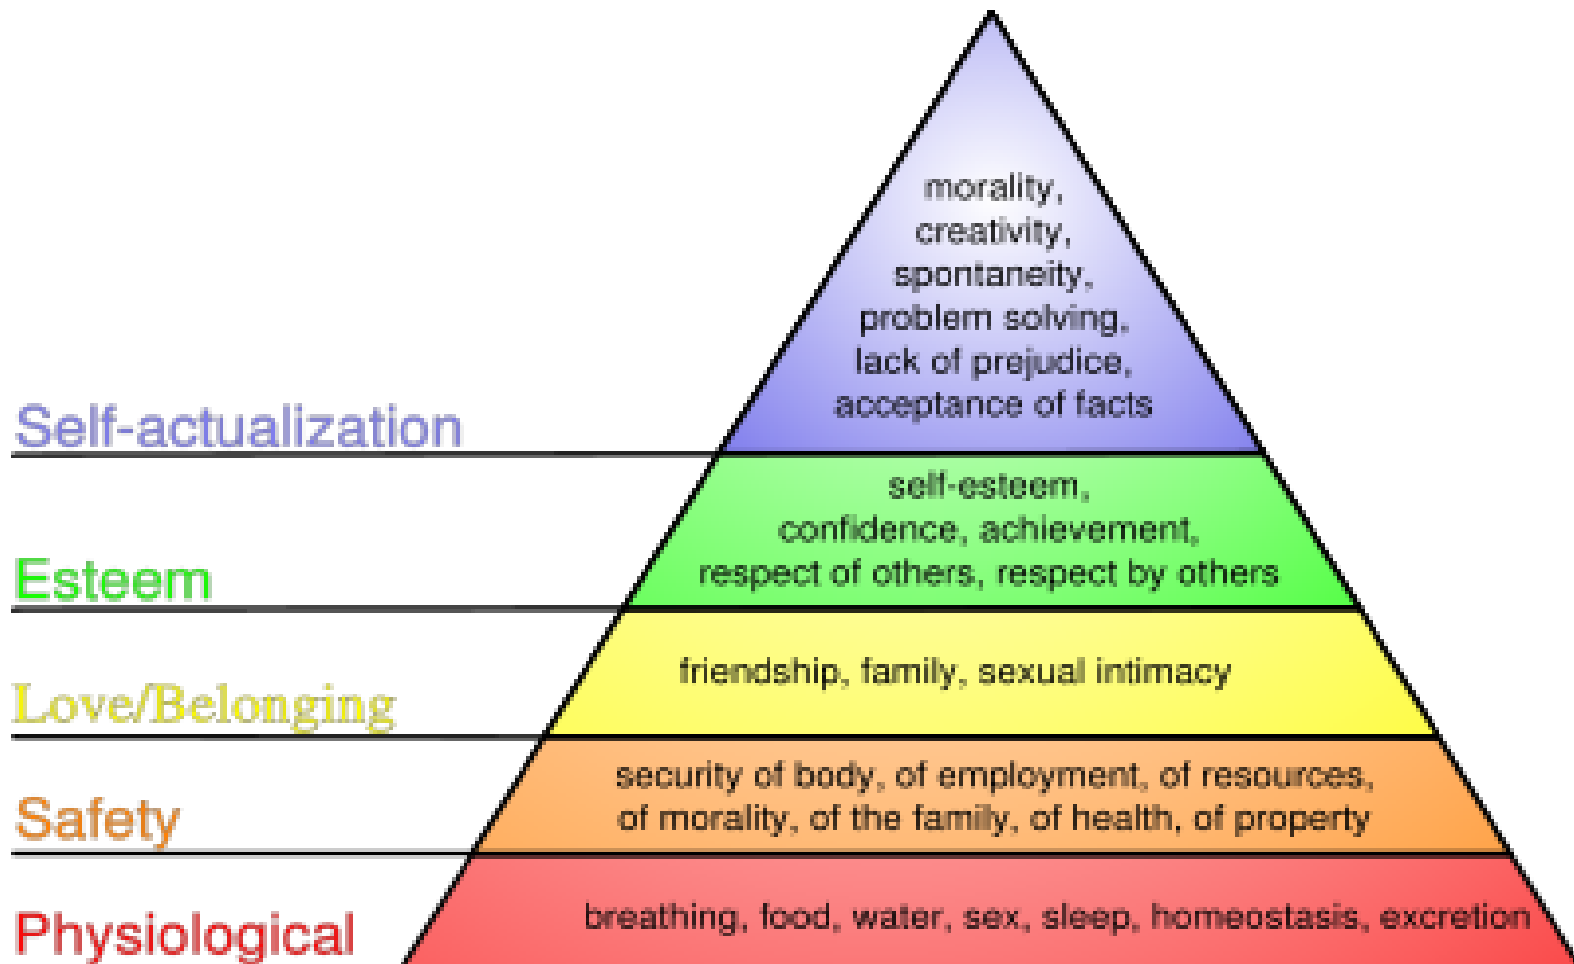 morality,
creativity,
spontaneity,
problem solving,
lack of prejudice,
acceptance of facts
Self-actualization
self-esteem,
confidence, achievement,
respect of others, respect by others
Esteem
friendship, family, sexual intimacy
Love/Belonging
security of body, of employment, of resources,
of morality, of the family, of health, of property
Safety
breathing, food, water, sex, sleep, homeostasis, excretion
Physiological